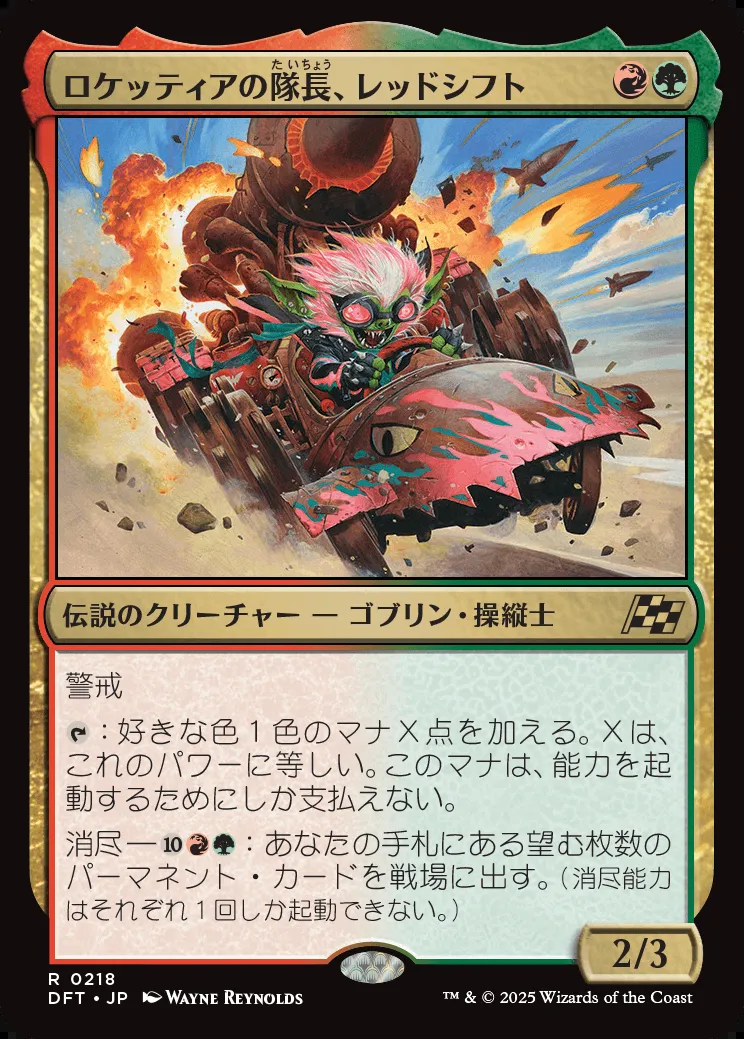 たいちょう
ロケッティアの隊長、レッドシフト
伝説のクリーチャー — ゴブリン・操縦士
警戒
：好きな色１色のマナＸ点を加える。Ｘは、
これのパワーに等しい。このマナは、能力を起
動するためにしか支払えない。
消尽―10：あなたの手札にある望む枚数の
パーマネント・カードを戦場に出す。（消尽能力
はそれぞれ１回しか起動できない。）
2/3
R 0218
DFT • JP WAYNE REYNOLDS
™ & © 2025 Wizards of the Coast